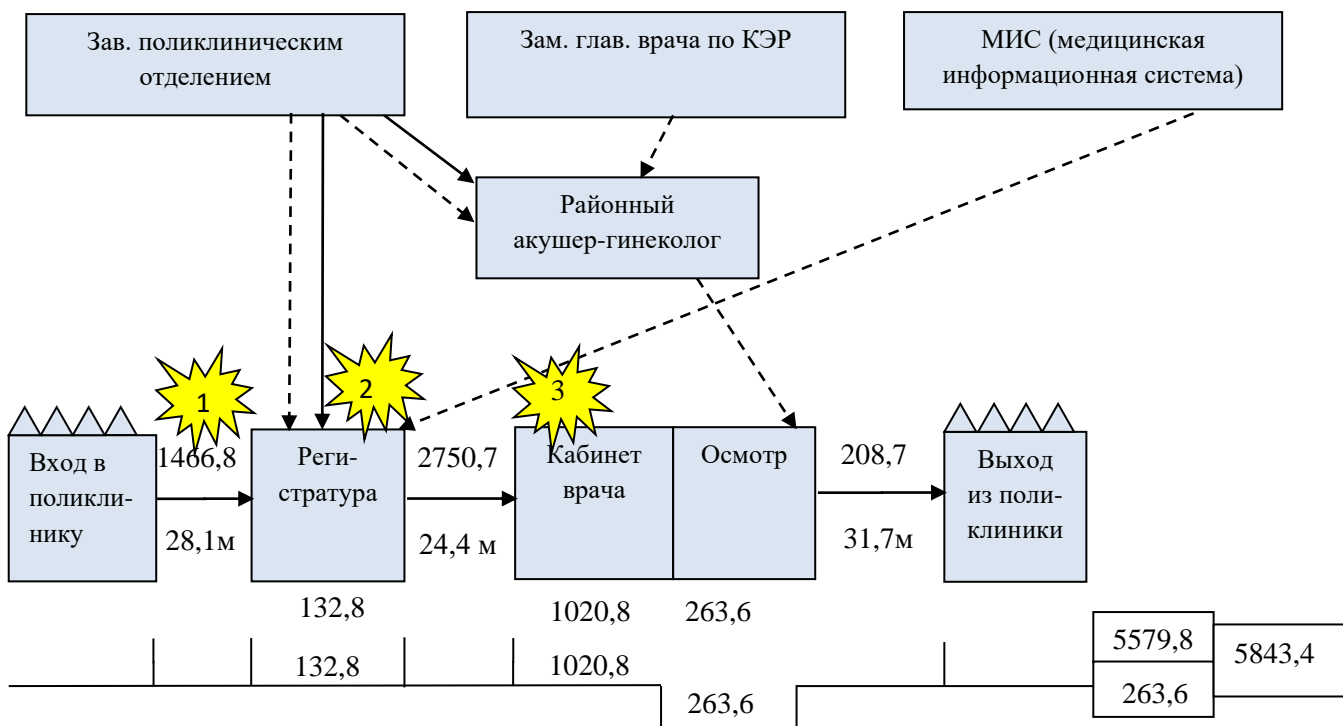 Зав. поликлиническим
отделением
Зам. глав. врача по КЭР
МИС (медицинская
информационная система)
Районный
акушер-гинеколог
1
2
3
Вход в
поликли-
нику
1466,8
28,1м
Реги-
стратура
2750,7
24,4 м
Кабинет
врача
Осмотр
208,7
31,7м
Выход
из поли-
клиники
132,8
1020,8
263,6
132,8
1020,8
263,6
5579,8
263,6
5843,4